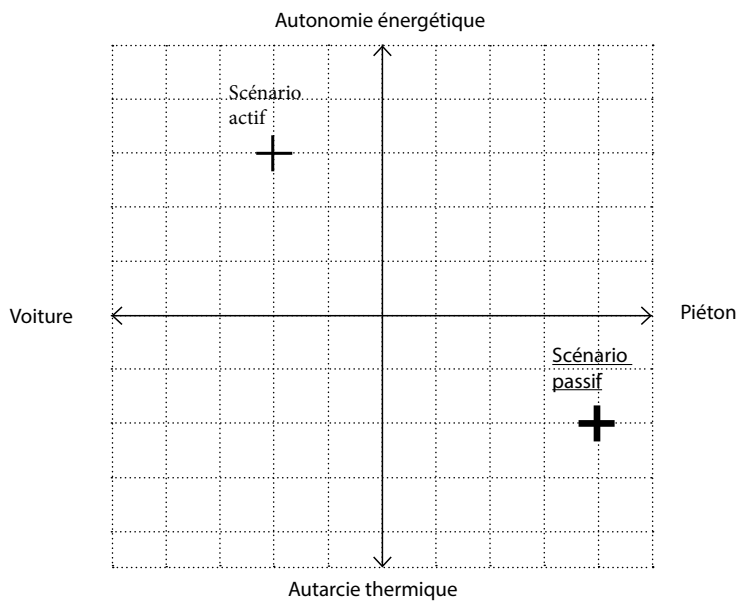 Autonomie énergétique
Scénario
actif
Voiture
Piéton
Scénario
passif
Autarcie thermique